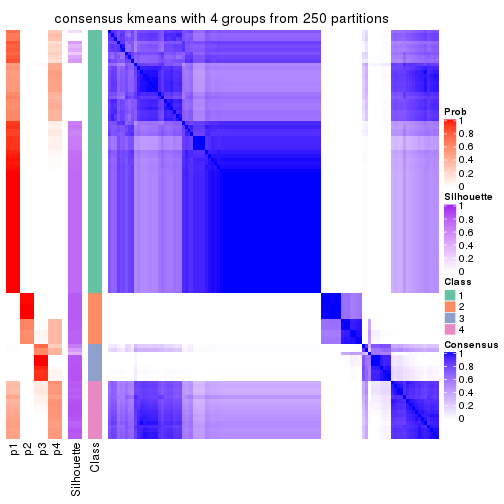 consensus kmeans with 4 groups from 250 partitions
Prob
1
0.8
0.6
0.4
0.2
0
Silhouette
1
0.8
0.6
0.4
0.2
0
Class
1
2
3
4
Consensus
1
0.8
0.6
0.4
0.2
0
p1
p2
p3
p4
Silhouette
Class